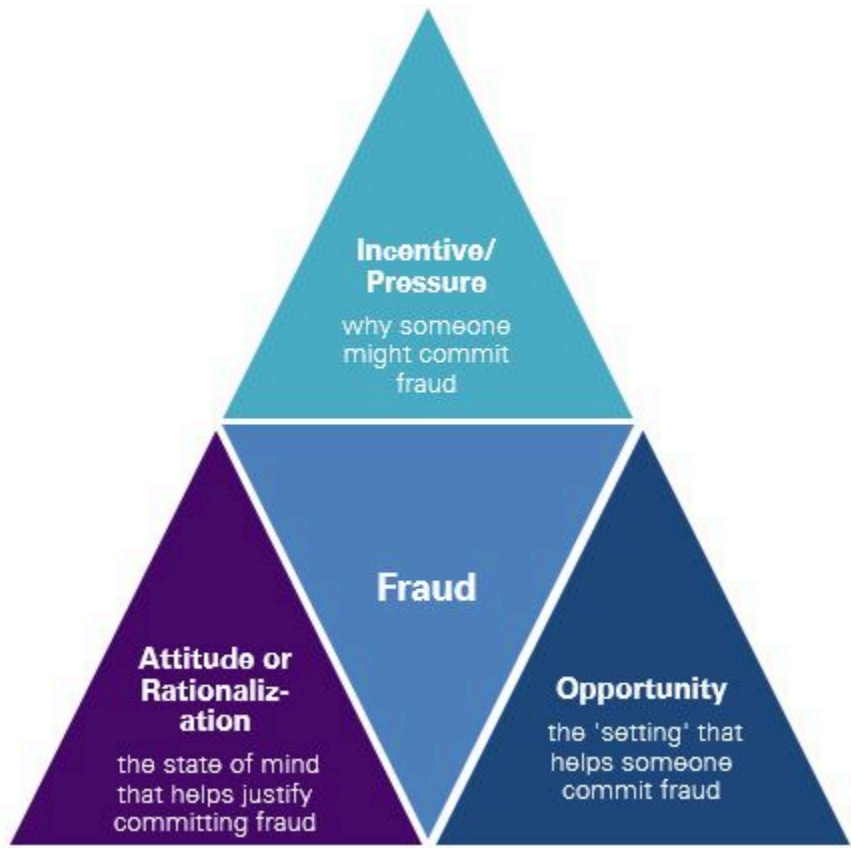 Incentive/
Pressure
why someone
might commit
fraud
Fraud
Attitude or
Rationaliz-
ation
the state of mind
that helps justify
committing fraud
Opportunity
the 'setting' that
helps someone
commit fraud